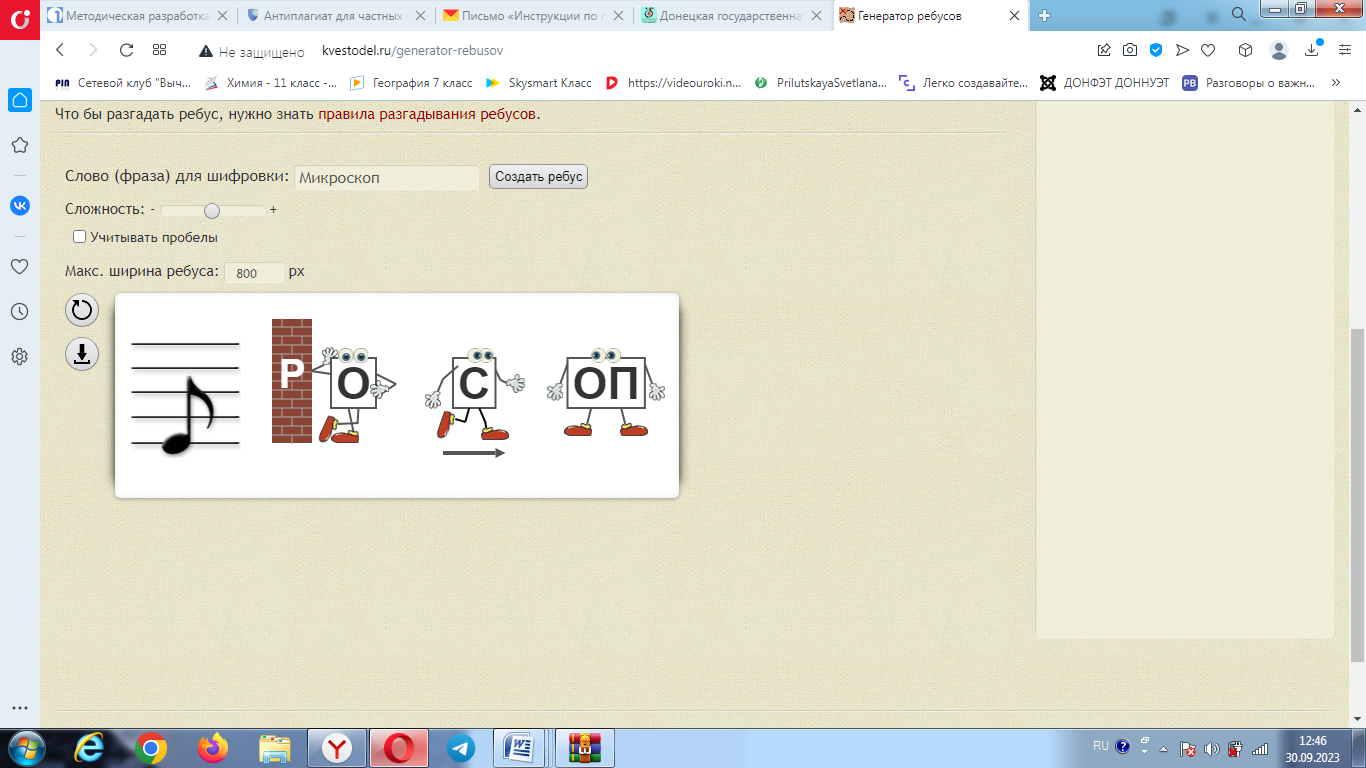 Методическая разработка
Антиплагиат для частных
Письмо «Инструкции по
Донецкая государственна
Генератор ребусов
Не защищено
kvestodel.ru/generator-rebusov
Сетевой клуб "Выч...
Химия - 11 класс -...
География 7 класс
Skysmart Класс
https://videouroki.n...
PrilutskayaSvetlana...
Легко создавайте...
ДОНФЭТ ДОННУЭТ
РВ
Разговоры о важн...
Что бы разгадать ребус, нужно знать правила разгадывания ребусов.
Слово (фраза) для шифровки: Микроскоп Создать ребус
Сложность: - +
Учитывать пробелы
Макс. ширина ребуса: 800 px
Р О С ОП
RU
12:46
30.09.2023